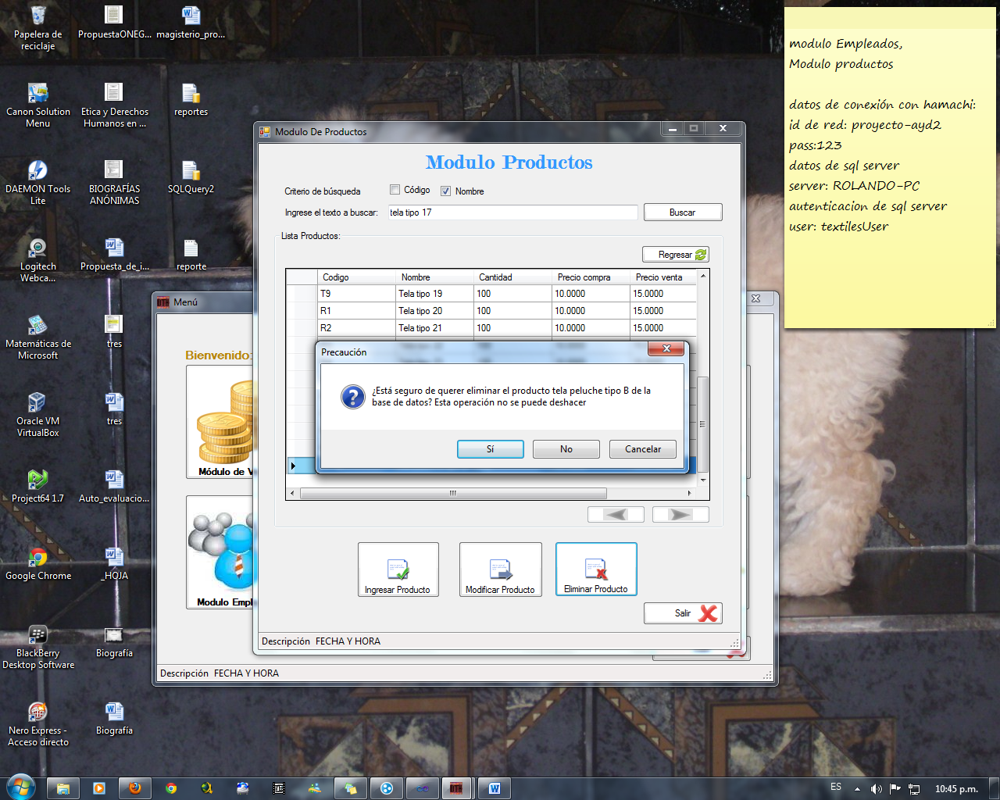 Papelera de
reciclaje
PropuestaONEG...
magisterio_pro...
Canon Solution
Menu
Etica y Derechos
Humanos en ...
reportes
DAEMON Tools
Lite
BIOGRAFÍAS
ANÓNIMAS
SQLQuery2
Logitech
Webca...
Propuesta_de_i...
reporte
Matemáticas de
Microsoft
tres
Oracle VM
VirtualBox
tres
Project64 1.7
Auto_evaluacio...
Google Chrome
_HOJA
BlackBerry
Desktop Software
Biografía
Nero Express -
Acceso directo
Biografía
modulo Empleados,
Modulo productos
datos de conexión con hamachi:
id de red: proyecto-ayd2
pass:123
datos de sql server
server: ROLANDO-PC
autenticacion de sql server
user: textilesUser
Menú
Bienvenido:
Módulo de V
Modulo Empl
Descripción FECHA Y HORA
Modulo De Productos
Modulo Productos
Criterio de búsqueda
Código
Nombre
Ingrese el texto a buscar:
tela tipo 17
Buscar
Lista Productos:
Regresar
Codigo Nombre Cantidad Precio compra Precio venta
T9 Tela tipo 19 100 10.0000 15.0000
R1 Tela tipo 20 100 10.0000 15.0000
R2 Tela tipo 21 100 10.0000 15.0000
Precaución
¿Está seguro de querer eliminar el producto tela peluche tipo B de la
base de datos? Esta operación no se puede deshacer
Sí
No
Cancelar
Ingresar Producto
Modificar Producto
Eliminar Producto
Salir
Descripción FECHA Y HORA
ES
10:45 p.m.